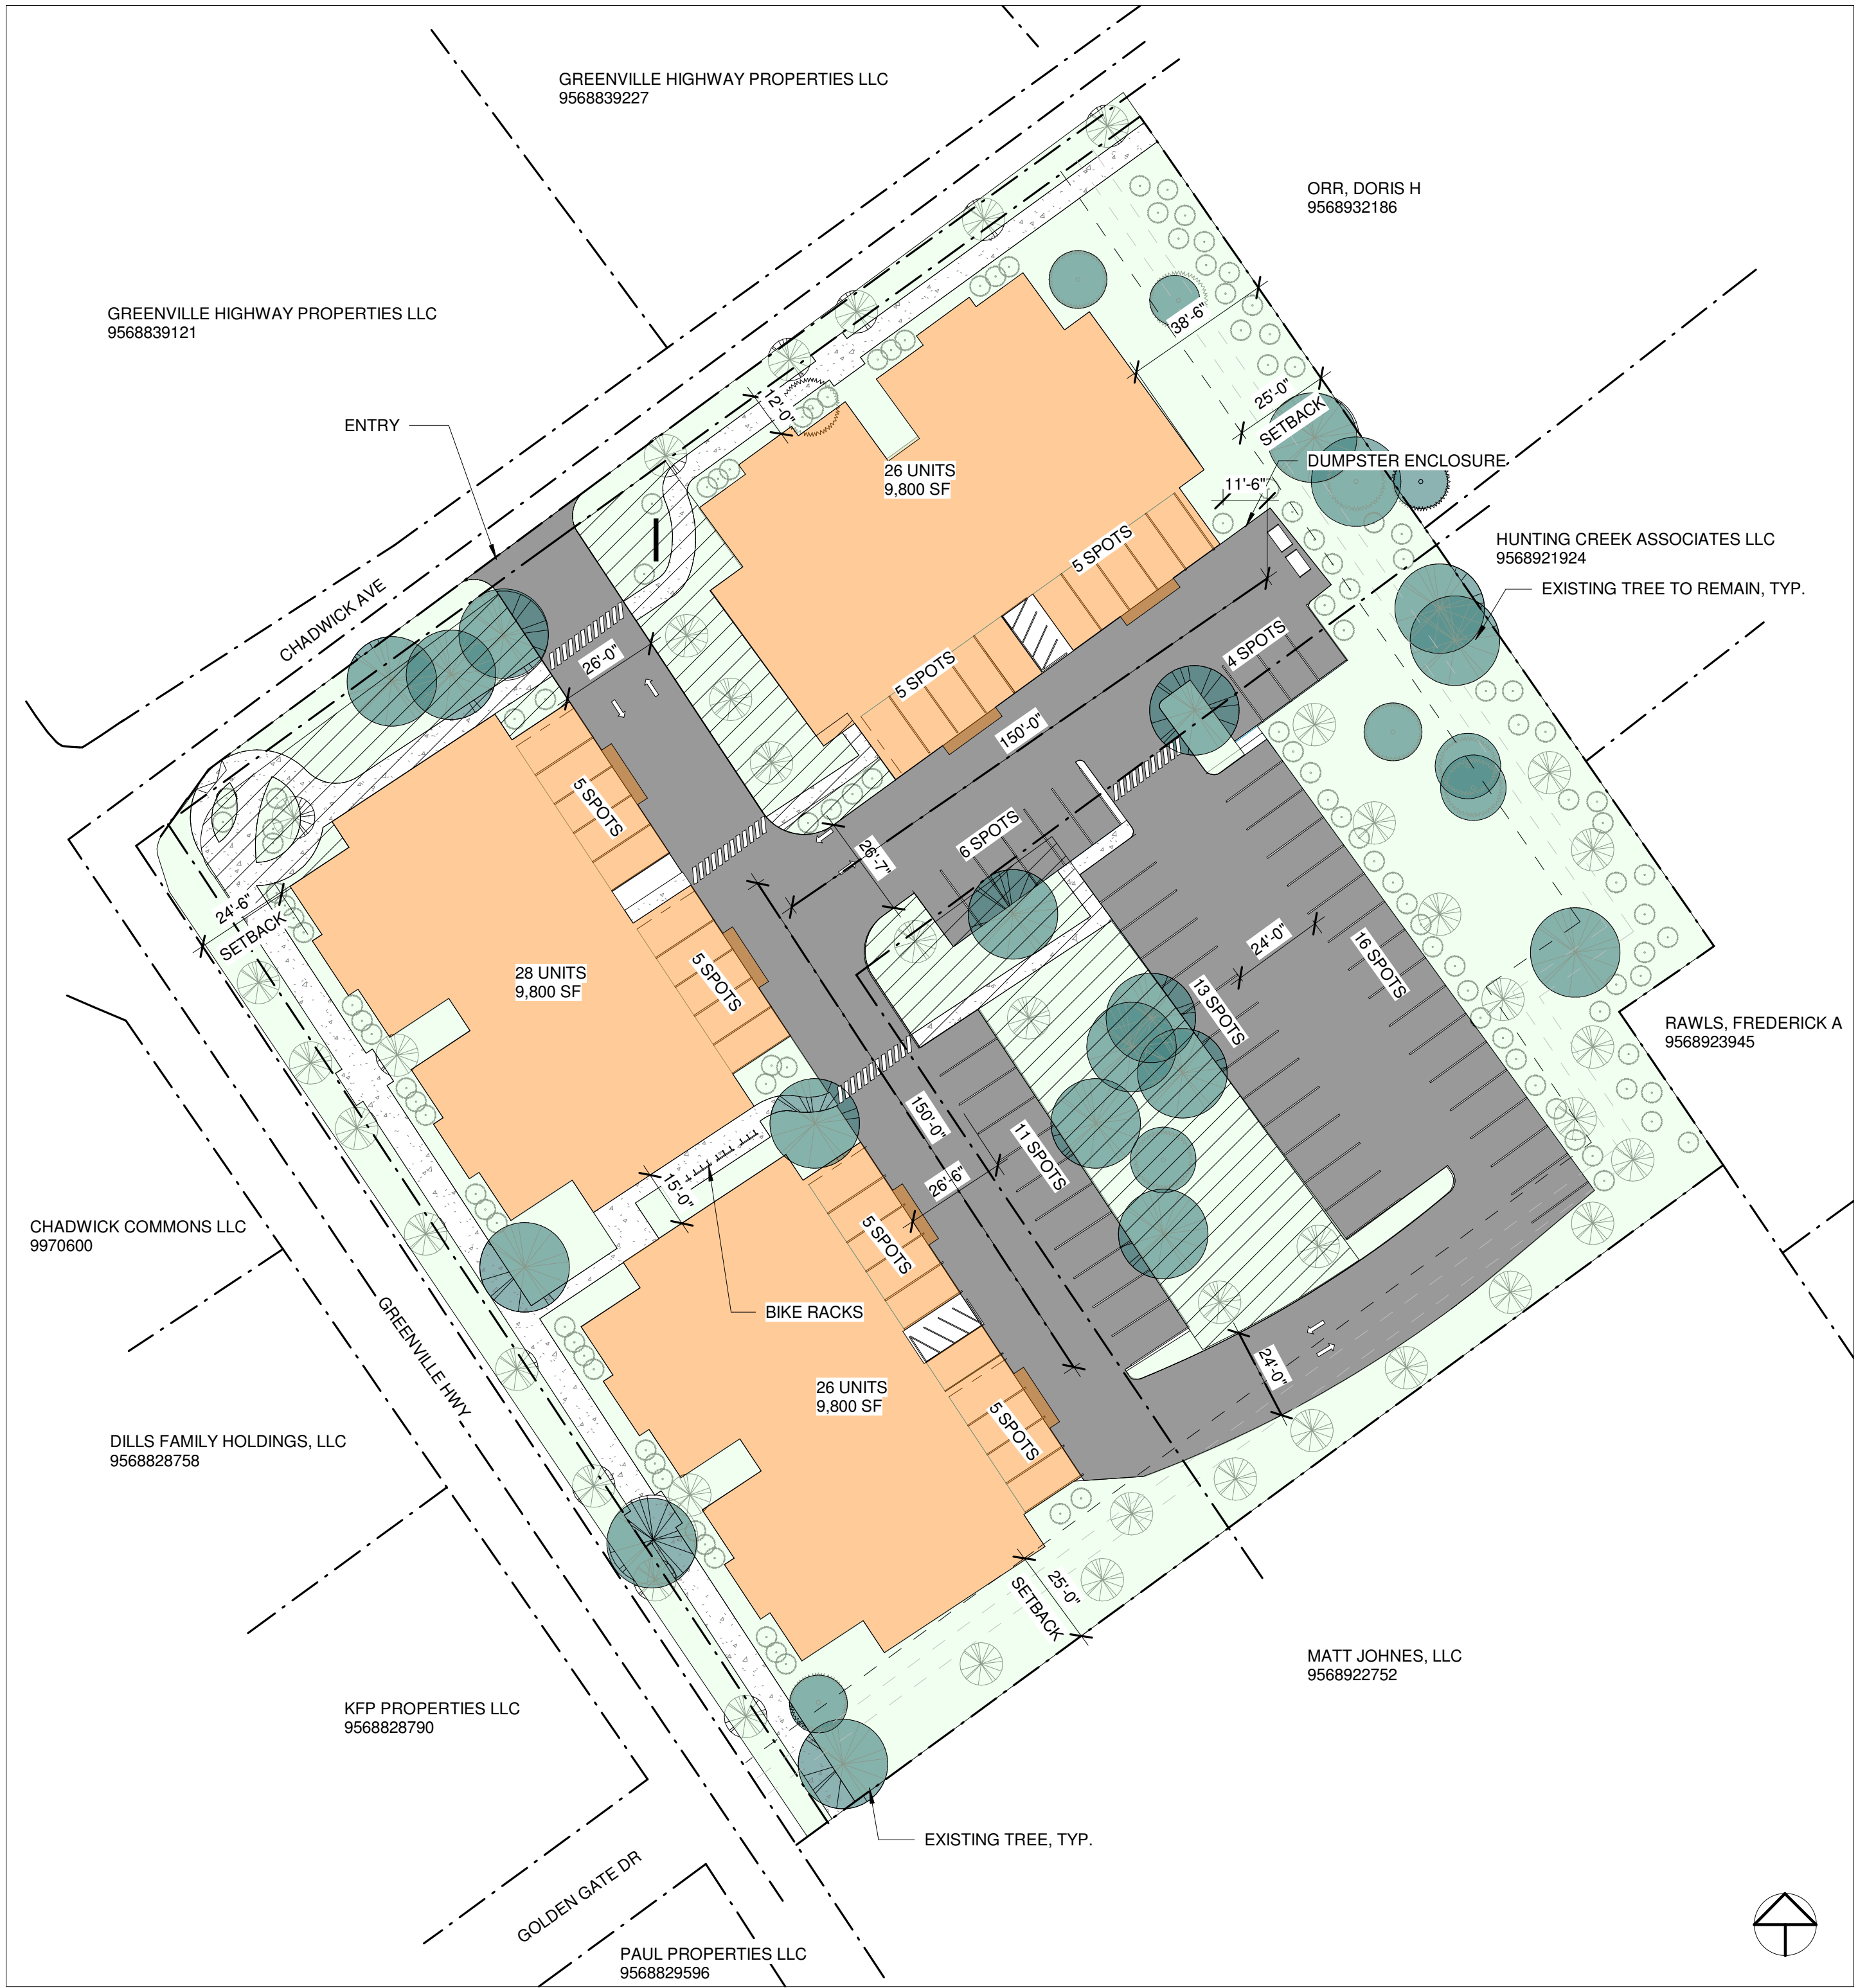 GREENVILLE HIGHWAY PROPERTIES LLC
9568839227
ORR, DORIS H
9568932186
GREENVILLE HIGHWAY PROPERTIES LLC
9568839121
38'-6"
25'-0"
SETBACK
12'-0"
ENTRY
DUMPSTER ENCLOSURE
26 UNITS
9,800 SF
11'-6"
HUNTING CREEK ASSOCIATES LLC
9568921924
EXISTING TREE TO REMAIN, TYP.
CHADWICK AVE
5 SPOTS
26'-0"
4 SPOTS
5 SPOTS
150'-0"
5 SPOTS
6 SPOTS
26'-7"
24'-6"
SETBACK
24'-0"
16 SPOTS
28 UNITS
9,800 SF
5 SPOTS
13 SPOTS
RAWLS, FREDERICK A
9568923945
150'-0"
11 SPOTS
26'-6"
15'-0"
CHADWICK COMMONS LLC
9970600
5 SPOTS
BIKE RACKS
GREENVILLE HWY
24'-0"
26 UNITS
9,800 SF
5 SPOTS
DILLS FAMILY HOLDINGS, LLC
9568828758
25'-0"
SETBACK
MATT JOHNES, LLC
9568922752
KFP PROPERTIES LLC
9568828790
EXISTING TREE, TYP.
GOLDEN GATE DR
PAUL PROPERTIES LLC
9568829596